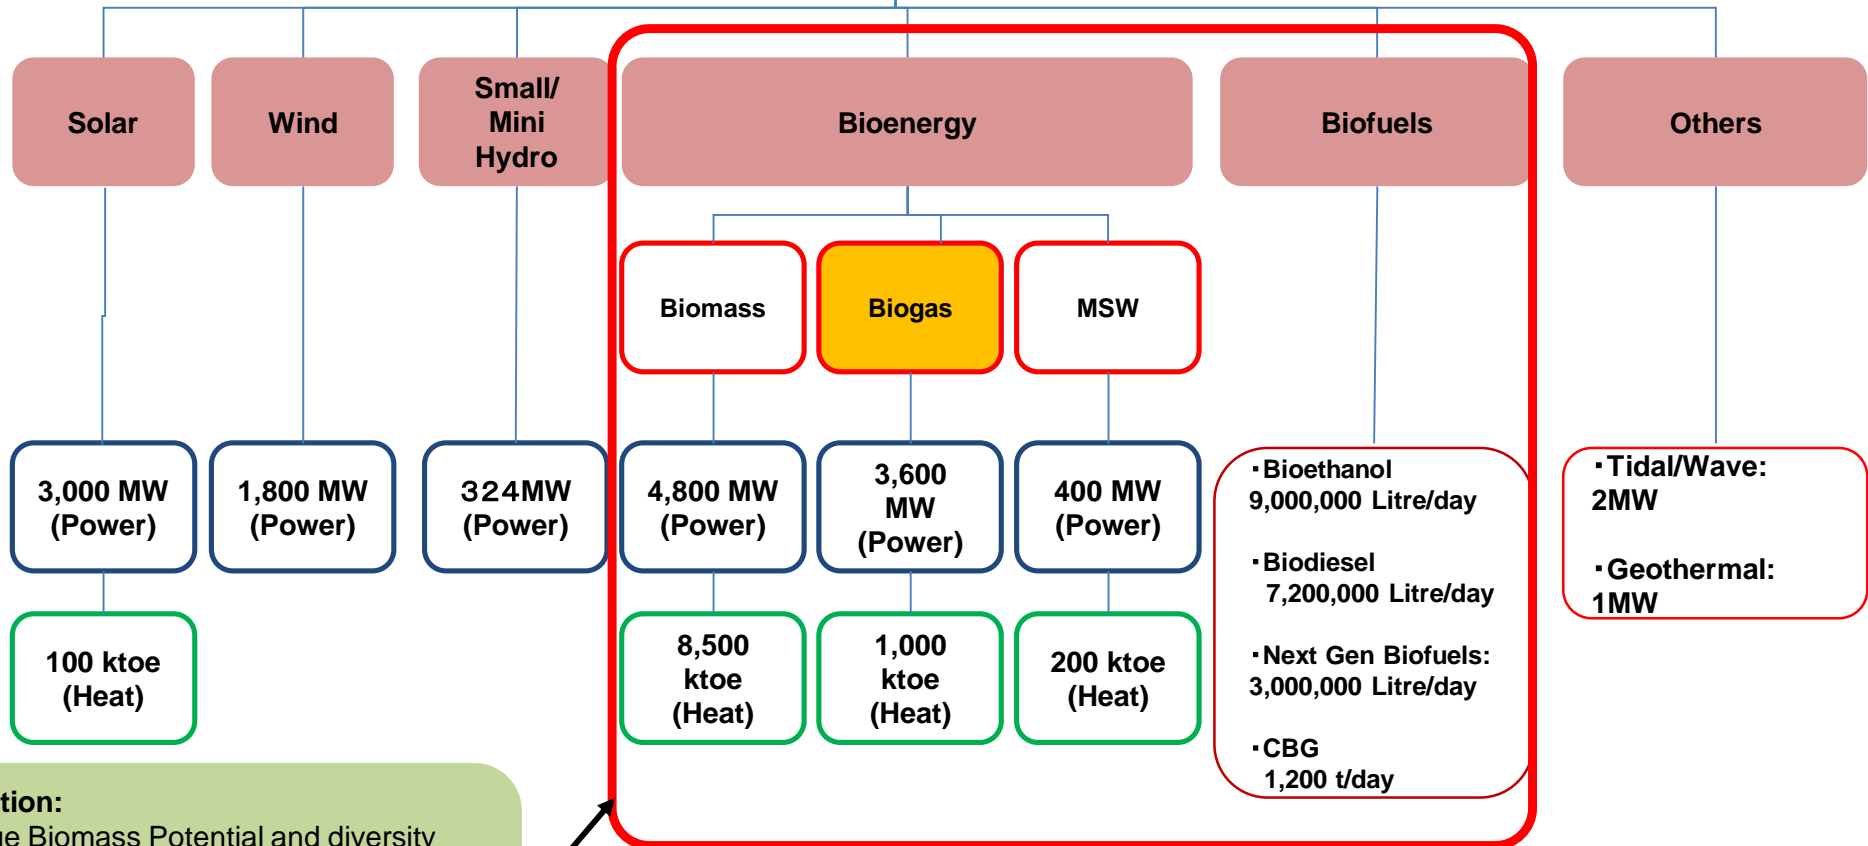 Solar
Wind
Small/
Mini
Hydro
Bioenergy
Biofuels
Others
Biomass
Biogas
MSW
3,000 MW
(Power)
1,800 MW
(Power)
324MW
(Power)
4,800 MW
(Power)
3,600
MW
(Power)
400 MW
(Power)
・Bioethanol
9,000,000 Litre/day
・Biodiesel
7,200,000 Litre/day
・Next Gen Biofuels:
3,000,000 Litre/day
・CBG
1,200 t/day
・Tidal/Wave:
2MW
・Geothermal:
1MW
100 ktoe
(Heat)
8,500
ktoe
(Heat)
1,000
ktoe
(Heat)
200 ktoe
(Heat)
Biomass Potential and diversity